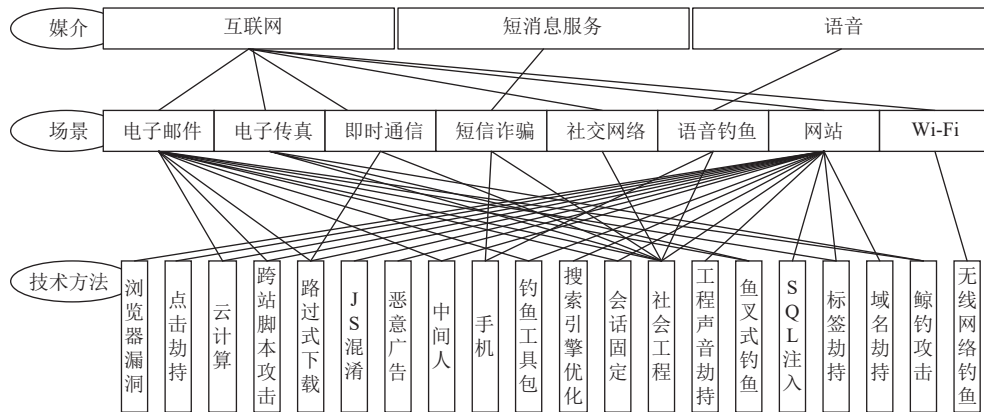 媒介
互联网
短消息服务
语音
场景
电子邮件
电子传真
即时通信
短信诈骗
社交网络
语音钓鱼
网站
Wi-Fi
技术方法
浏览器漏洞
点击劫持
云计算
跨站脚本攻击
路过式下载
JS混淆
恶意广告
中间人
手机
钓鱼工具包
搜索引擎优化
会话固定
社会工程
工程声音劫持
鱼叉式钓鱼
SQL注入
标签劫持
域名劫持
鲸钓攻击
无线网络钓鱼